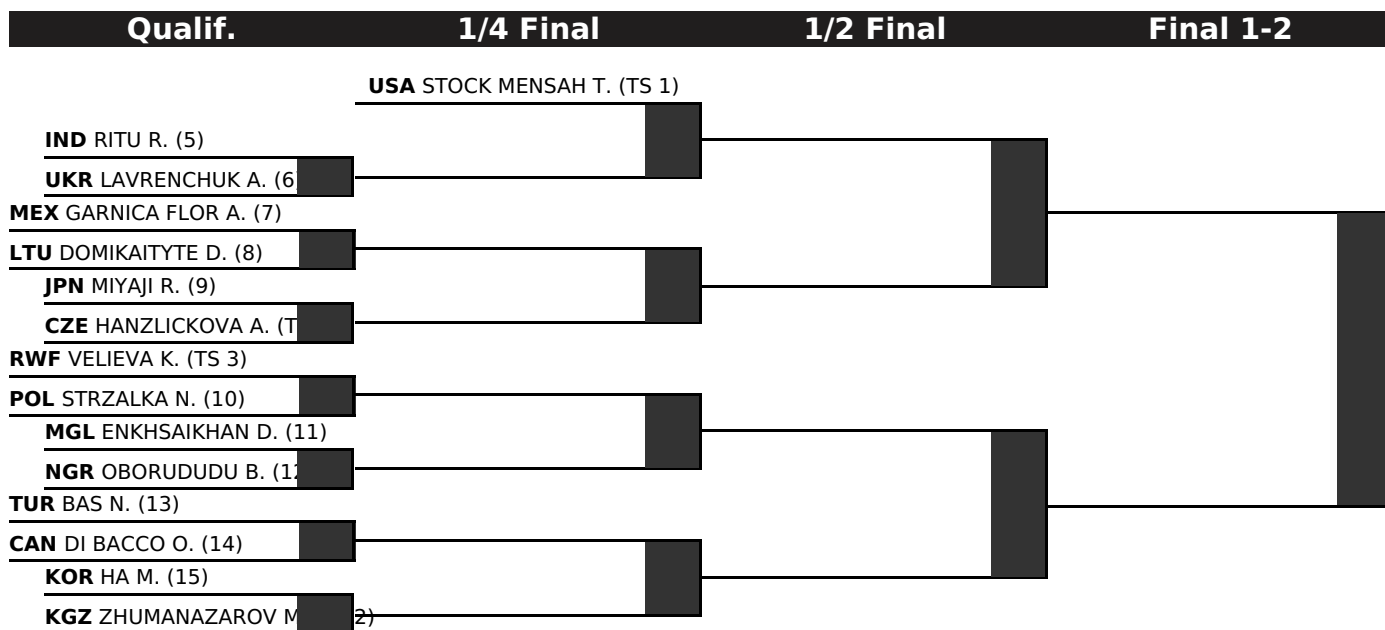 Qualif. 1/4 Final 1/2 Final Final 1-2
USA STOCK MENSAH T. (TS 1)
IND RITU R. (5)
UKR LAVRENCHUK A. (6
MEX GARNICA FLOR A. (7)
LTU DOMIKAITYTE D. (8)
JPN MIYAJI R. (9)
CZE HANZLICKOVA A. (T
RWF VELIEVA K. (TS 3)
POL STRZALKA N. (10)
MGL ENKHSAIKHAN D. (11)
NGR OBORUDUDU B. (12
TUR BAS N. (13)
CAN DI BACCO O. (14)
KOR HA M. (15)
KGZ ZHUMANAZAROV M 2)